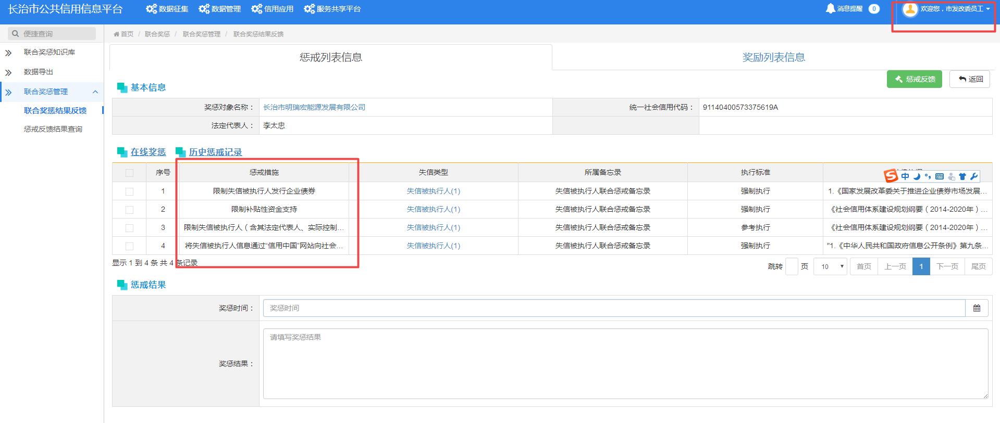 长治市公共信用信息平台
数据征集 数据管理 信用应用 服务共享平台
消息提醒 0
欢迎您，市发改委员工
便捷查询
首页 / 联合奖惩 / 联合奖惩管理 / 联合奖惩结果反馈
联合奖惩知识库
数据导出
联合奖惩管理
联合奖惩结果反馈
惩戒反馈结果查询
惩戒列表信息 奖励列表信息
惩戒反馈 返回
基本信息
奖惩对象名称： 长治市明瑞宏能源发展有限公司 统一社会信用代码： 91140400573375619A
法定代表人： 李太忠
在线奖惩 历史惩戒记录
序号 惩戒措施 失信类型 所属备忘录 执行标准
中
1 限制失信被执行人发行企业债券 失信被执行人(1) 失信被执行人联合惩戒备忘录 强制执行 1.《国家发展改革委关于推进企业债券市场发展...
2 限制补贴性资金支持 失信被执行人(1) 失信被执行人联合惩戒备忘录 强制执行 《社会信用体系建设规划纲要（2014-2020年）...
3 限制失信被执行人（含其法定代表人、实际控制... 失信被执行人(1) 失信被执行人联合惩戒备忘录 参考执行 《社会信用体系建设规划纲要（2014-2020年）...
4 将失信被执行人信息通过“信用中国”网站向社会... 失信被执行人(1) 失信被执行人联合惩戒备忘录 强制执行 "1.《中华人民共和国政府信息公开条例》第九条...
显示 1 到 4 条 共 4 条记录
跳转 页 10 首页 上一页 1 下一页 尾页
惩戒结果
奖惩时间： 奖惩时间
奖惩结果： 请填写奖惩结果